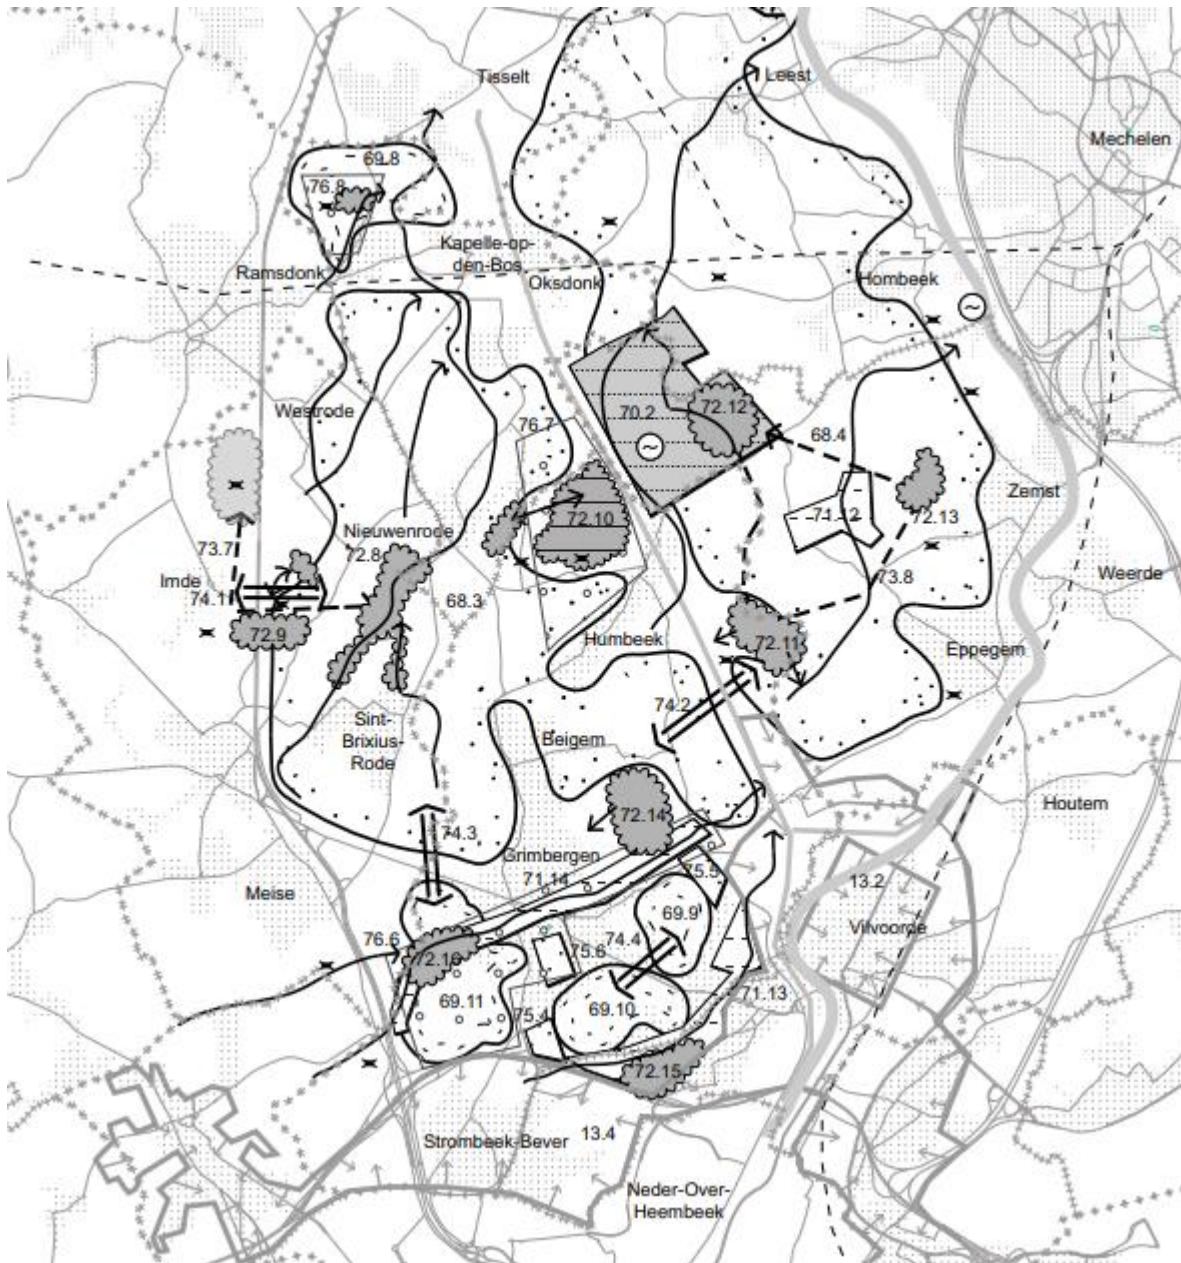 Tisselt
Leest
Mechelen
69.8
76.8
Kapelle-op-
den-Bos
Ramsdonk
Oksdonk
Hombeek
~
Westrode
76.7
70.2
72.12
~
68.4
Zemst
71.12
72.13
72.10
Nieuwenrode
72.8
73.7
Imde
74.1
73.8
Weerde
68.3
72.9
Humbeek
72.11
Eppegem
74.2
Sint-
Brixius-
Rode
Beigem
Houtem
72.14
74.3
Grimbergen
71.14
75.5
Meise
13.2
Vilvoorde
69.9
76.6
74.4
75.6
72.16
69.11
69.10
71.13
75.4
72.15
Strombeek-Bever
13.4
Neder-Over-
Heembeek